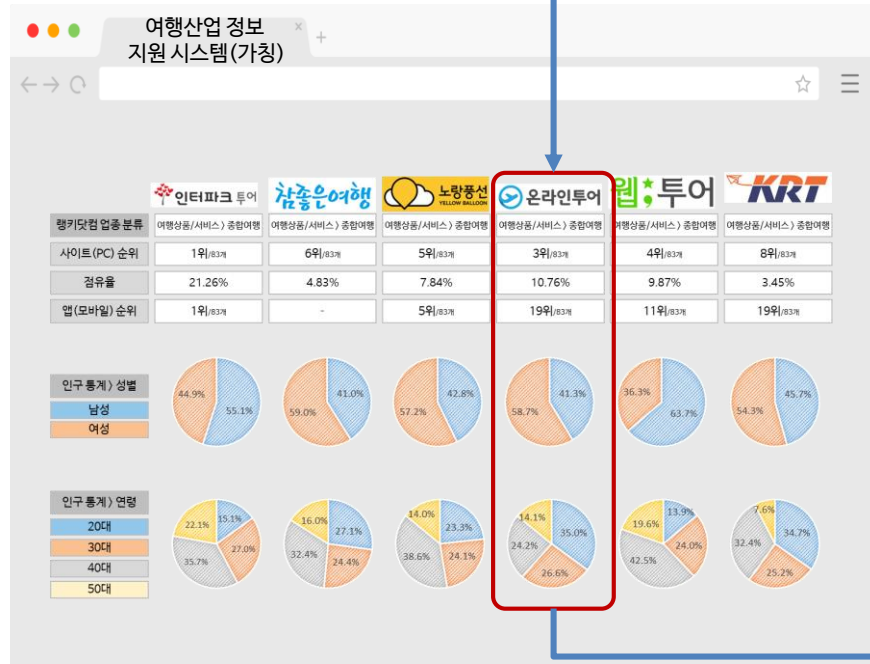 여행산업 정보
지원 시스템(가칭)
인터파크 투어 참좋은여행 노랑풍선 YELLOW BALLOON 온라인투어 웹;투어 KRT
랭키닷컴 업종 분류 여행상품/서비스 〉 종합여행 여행상품/서비스 〉 종합여행 여행상품/서비스 〉 종합여행 여행상품/서비스 〉 종합여행 여행상품/서비스 〉 종합여행 여행상품/서비스 〉 종합여행
사이트(PC) 순위 1위/83개 6위/83개 5위/83개 3위/83개 4위/83개 8위/83개
점유율 21.26% 4.83% 7.84% 10.76% 9.87% 3.45%
앱(모바일) 순위 1위/83개 - 5위/83개 19위/83개 11위/83개 19위/83개
인구 통계 〉 성별
남성
여성
44.9% 55.1%
59.0% 41.0%
57.2% 42.8%
58.7% 41.3%
36.3% 63.7%
54.3% 45.7%
인구 통계 〉 연령
20대
30대
40대
50대
22.1% 15.1% 27.0% 35.7%
16.0% 27.1% 24.4% 32.4%
14.0% 23.3% 24.1% 38.6%
14.1% 35.0% 26.6% 24.2%
19.6% 13.9% 24.0% 42.5%
7.6% 34.7% 25.2% 32.4%